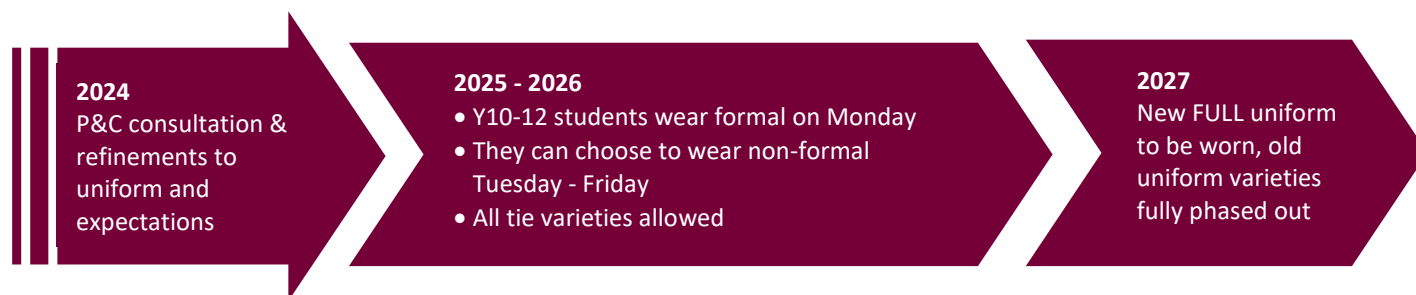 2024
P&C consultation &
refinements to
uniform and
expectations
2025 - 2026
• Y10-12 students wear formal on Monday
• They can choose to wear non-formal
Tuesday - Friday
• All tie varieties allowed
2027
New FULL uniform
to be worn, old
uniform varieties
fully phased out